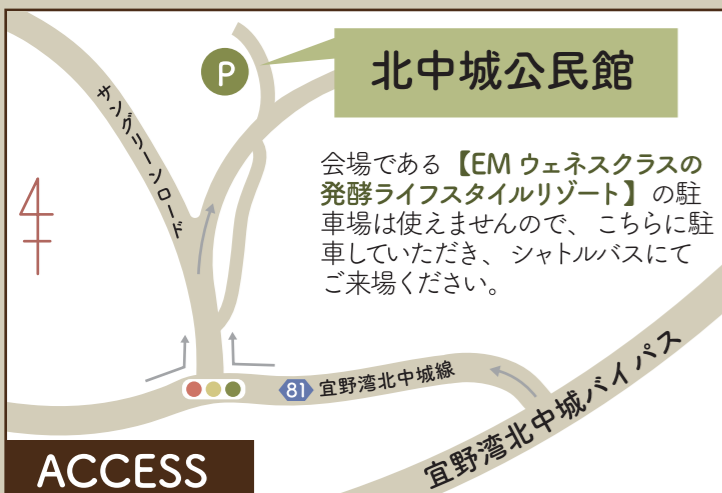 P
北中城公民館
サングリーンロード
会場である【EM ウェネスクラスの
発酵ライフスタイルリゾート】の駐
車場は使えませんので、こちらに駐
車していただき、シャトルバスにて
ご来場ください。
81 宜野湾北中城線
宜野湾北中城バイパス
ACCESS